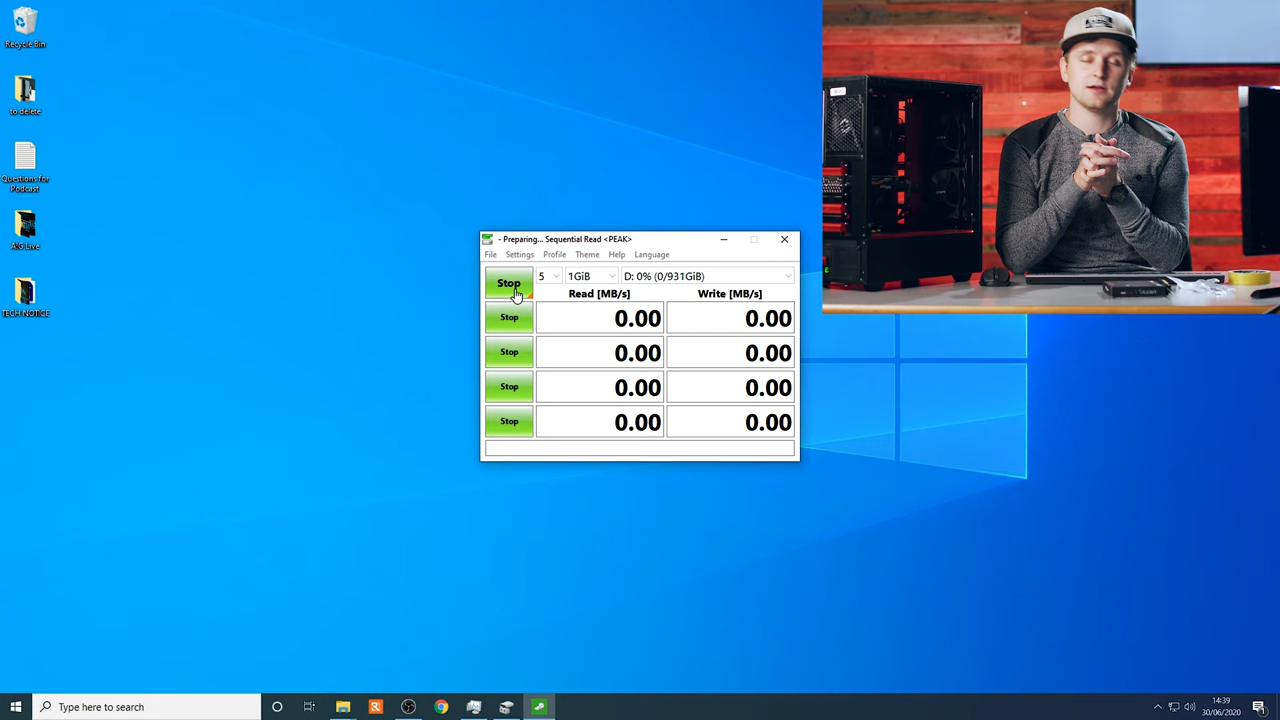 Recycle Bin
to delete
Questions for
Podcast
A:G Live
TECH NOTICE
- Preparing... Sequential Read <PEAK>
File Settings Profile Theme Help Language
Stop 5 1GiB D: 0% (0/931GiB)
Read [MB/s] Write [MB/s]
Stop 0.00 0.00
Stop 0.00 0.00
Stop 0.00 0.00
Stop 0.00 0.00
Type here to search
14:39
30/06/2020